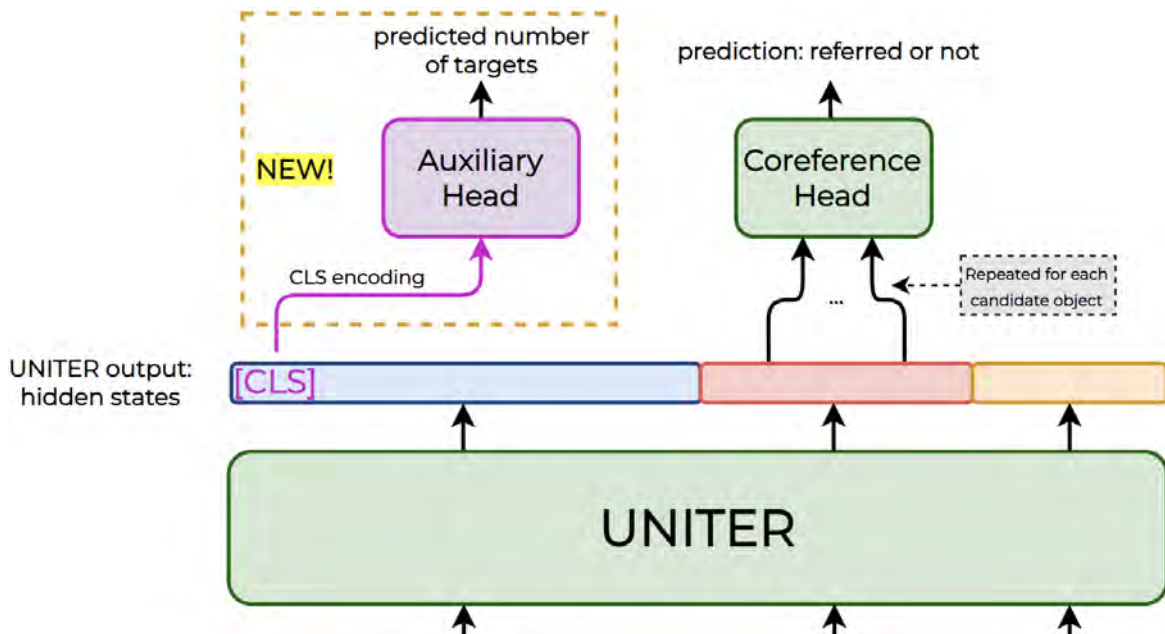 predicted number
of targets
prediction: referred or not
NEW!
Auxiliary
Head
Coreference
Head
CLS encoding
Repeated for each
candidate object
...
UNITER output:
hidden states
[CLS]
UNITER